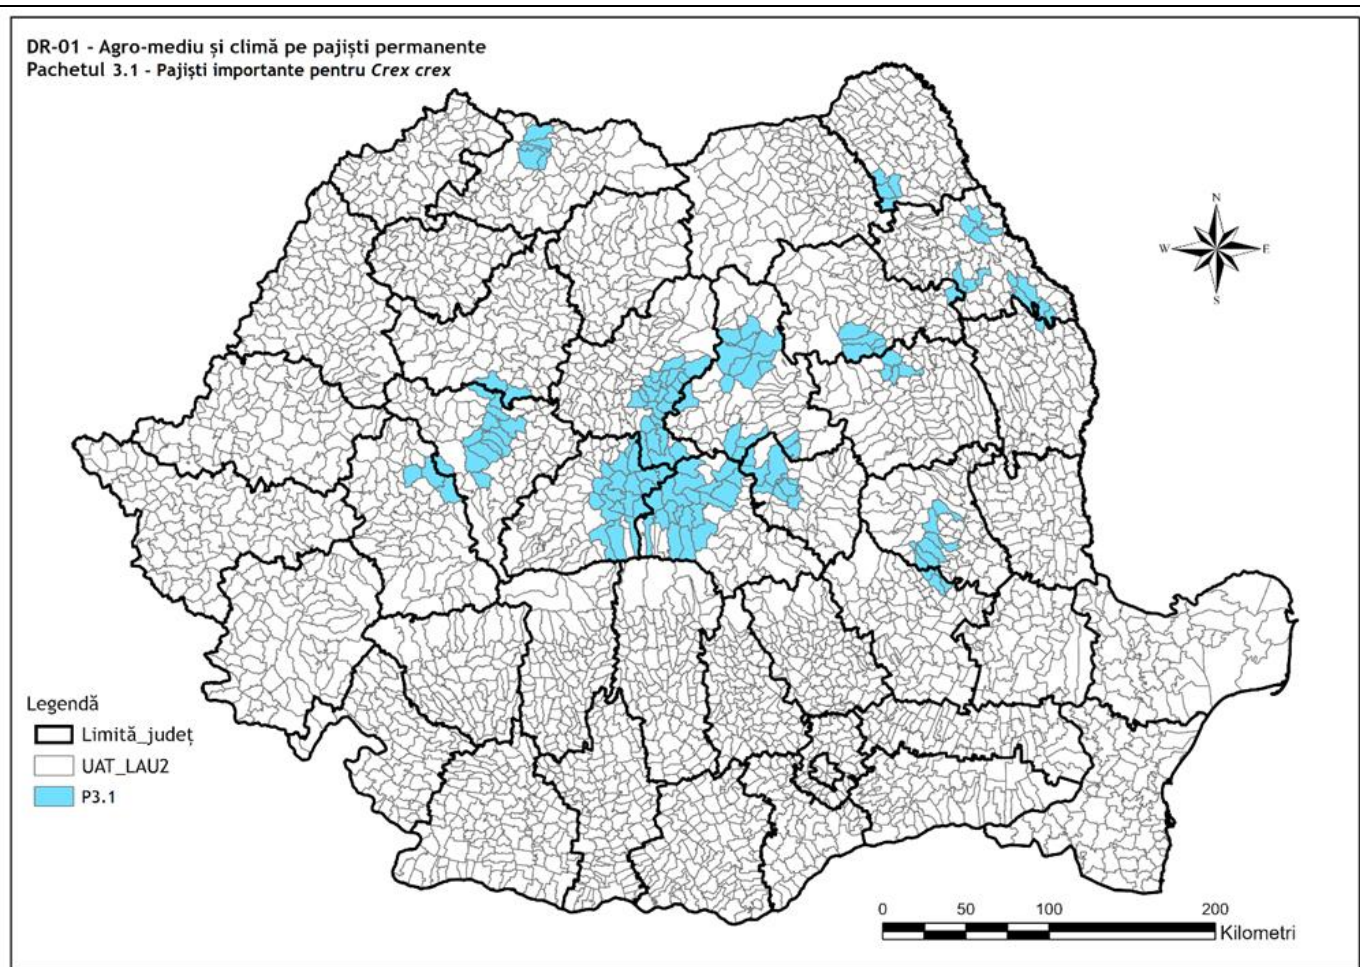 DR-01 - Agro-mediu și climă pe pajiști permanente
Pachetul 3.1 - Pajiști importante pentru Crex crex
N
W
E
S
Legendă
Limită_județ
UAT_LAU2
P3.1
0 50 100 200
Kilometri